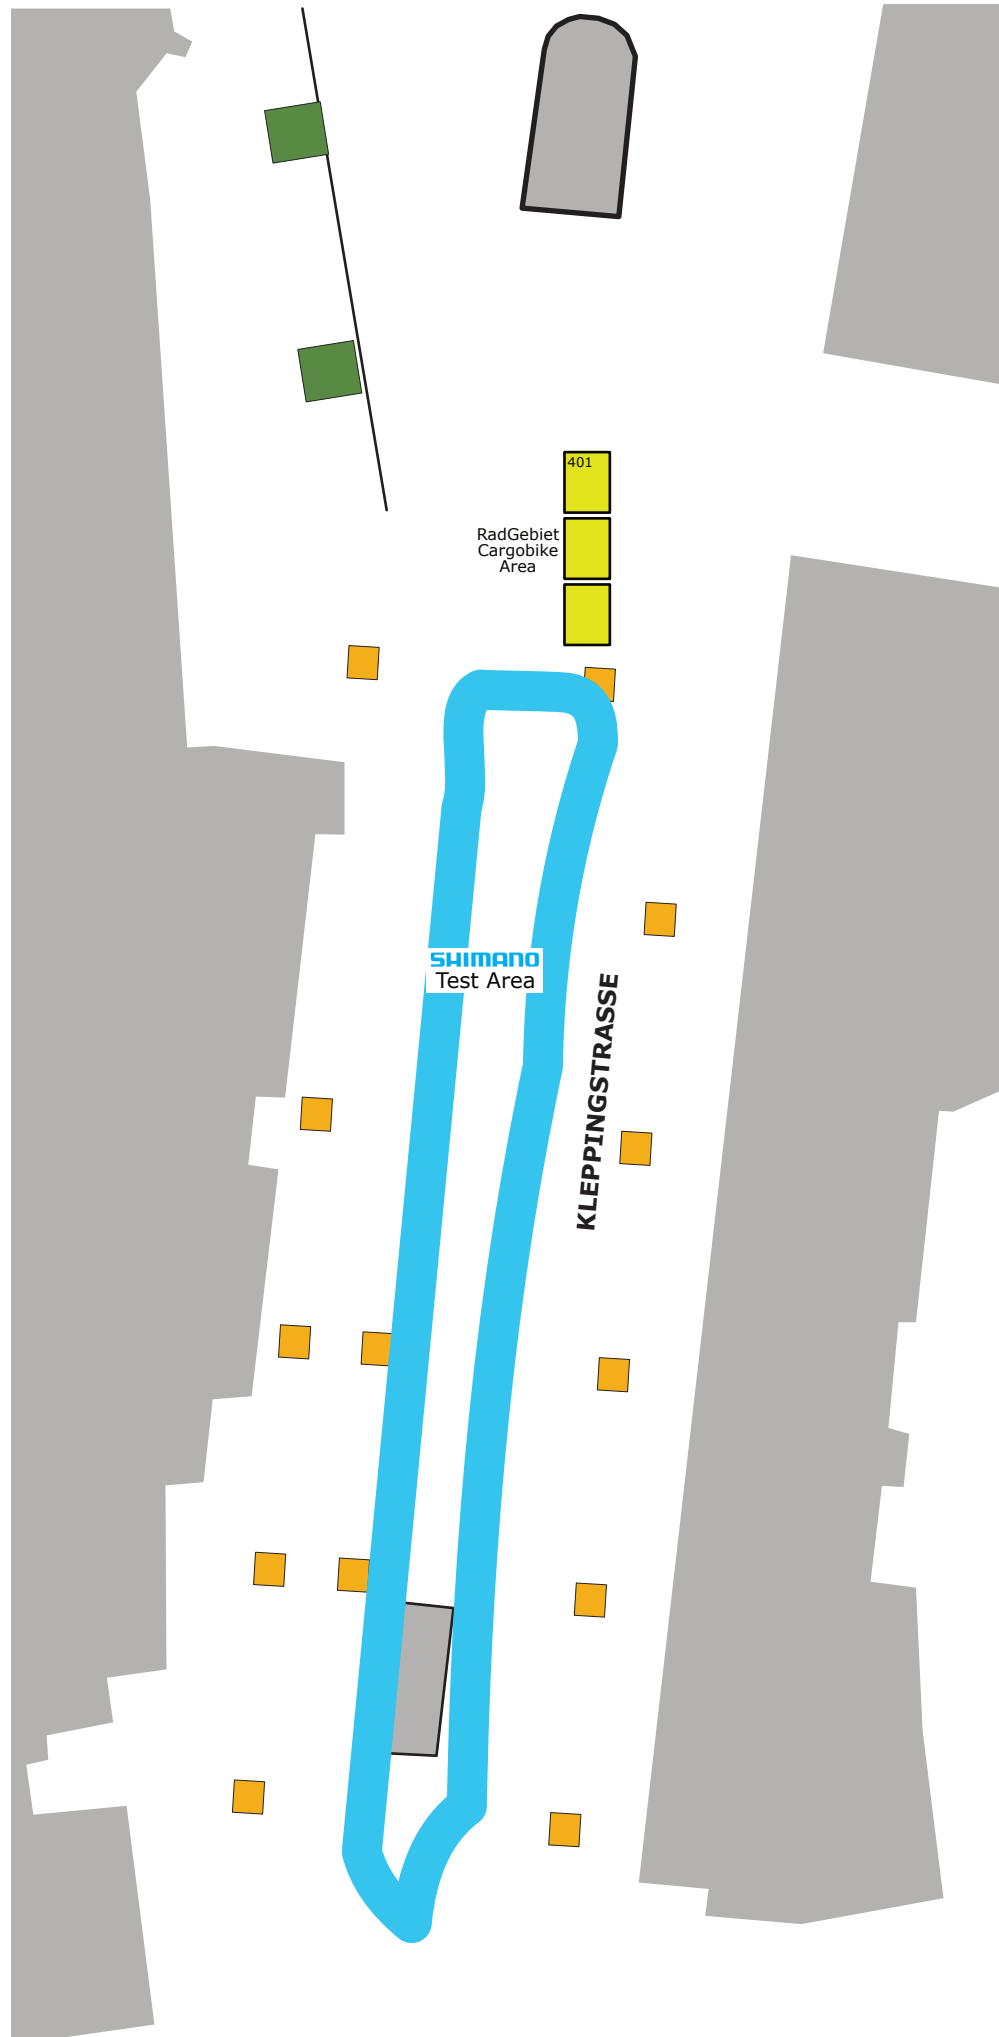 401
RadGebiet
Cargobike
Area
SHIMANO
Test Area
KLEPPINGSTRASSE